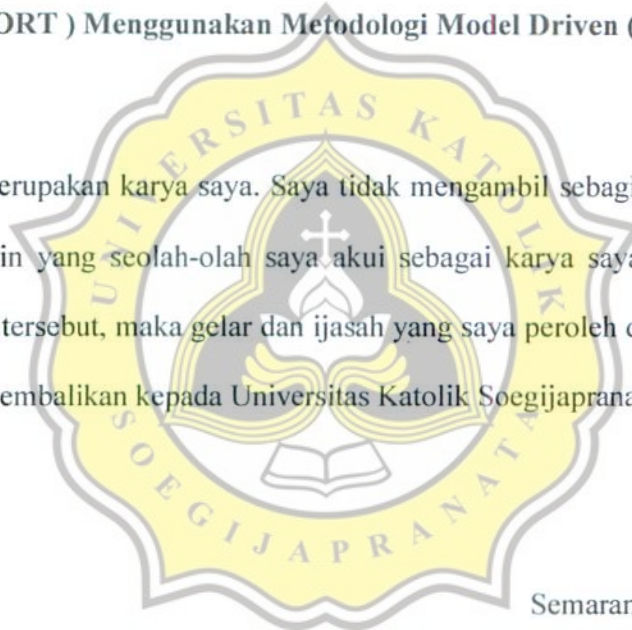 ORT ) Menggunakan Metodologi Model Driven (
UNIVERSITAS KATOLIK
erupakan karya saya. Saya tidak mengambil sebagi
in yang seolah-olah saya akui sebagai karya saya
tersebut, maka gelar dan ijasah yang saya peroleh
embalikan kepada Universitas Katolik Soegijaprana
SOEGIJAPRANATA
Semaran